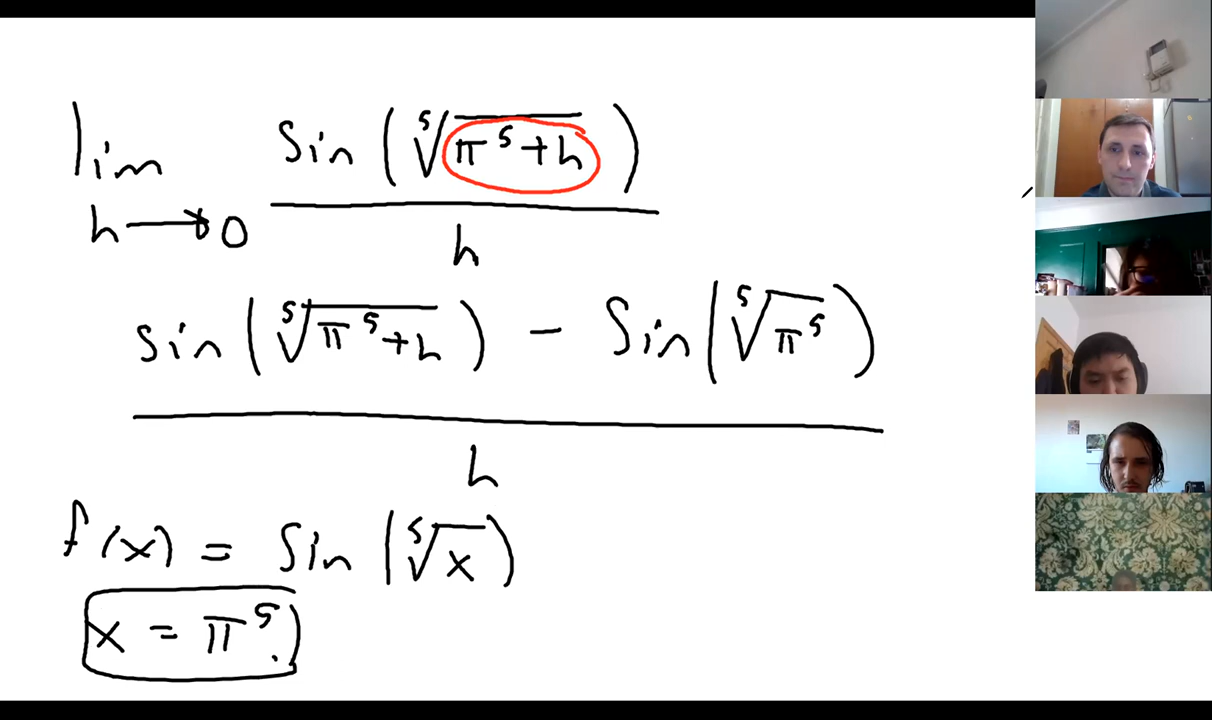 lim h→0 sin(⁵√(π⁵+h)) / h
sin(⁵√(π⁵+h)) − sin(⁵√(π⁵)) / h
f(x) = sin(⁵√x)
x = π⁵.